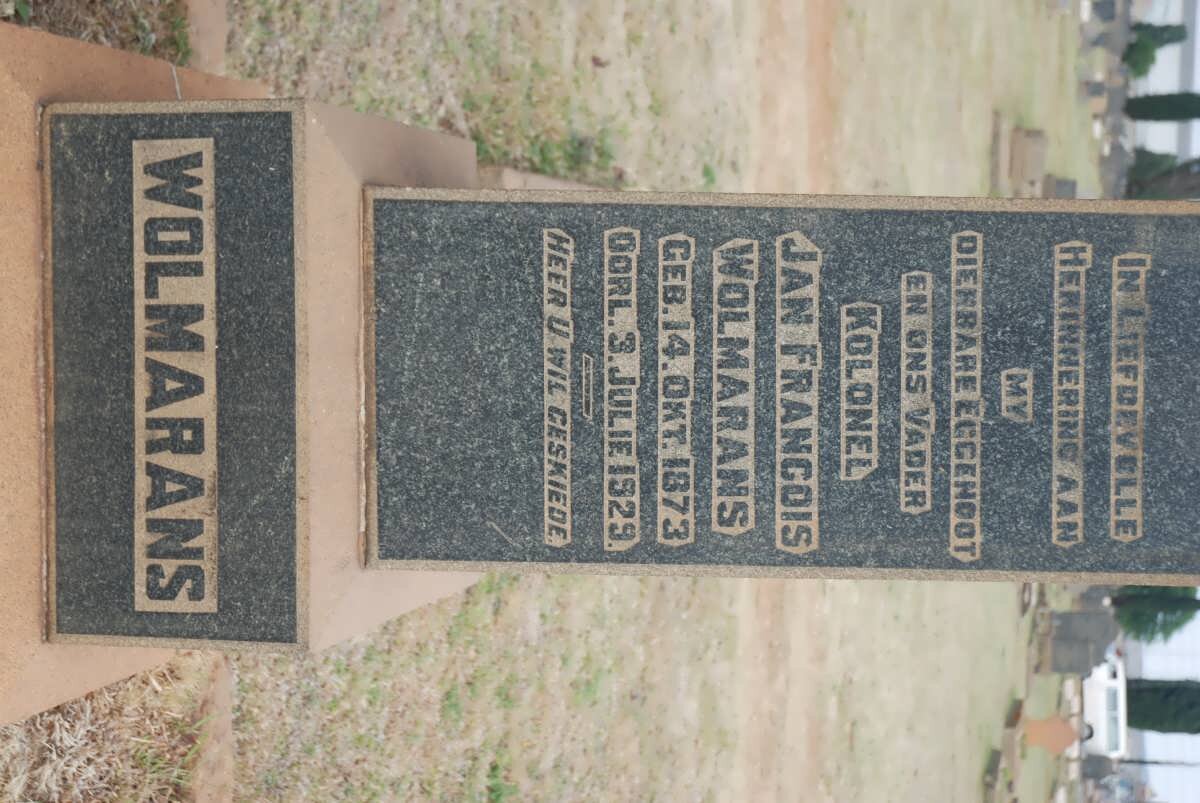 IN LIEFDEVOLLE
HERINNERING AAN
MY
DIERBARE EGGENOOT
EN ONS VADER
KOLONEL
JAN FRANCOIS
WOLMARANS
GEB. 14. OKT. 1873
OORL. 3. JULIE 1929
HEER U WIL GESKIEDE.
WOLMARANS